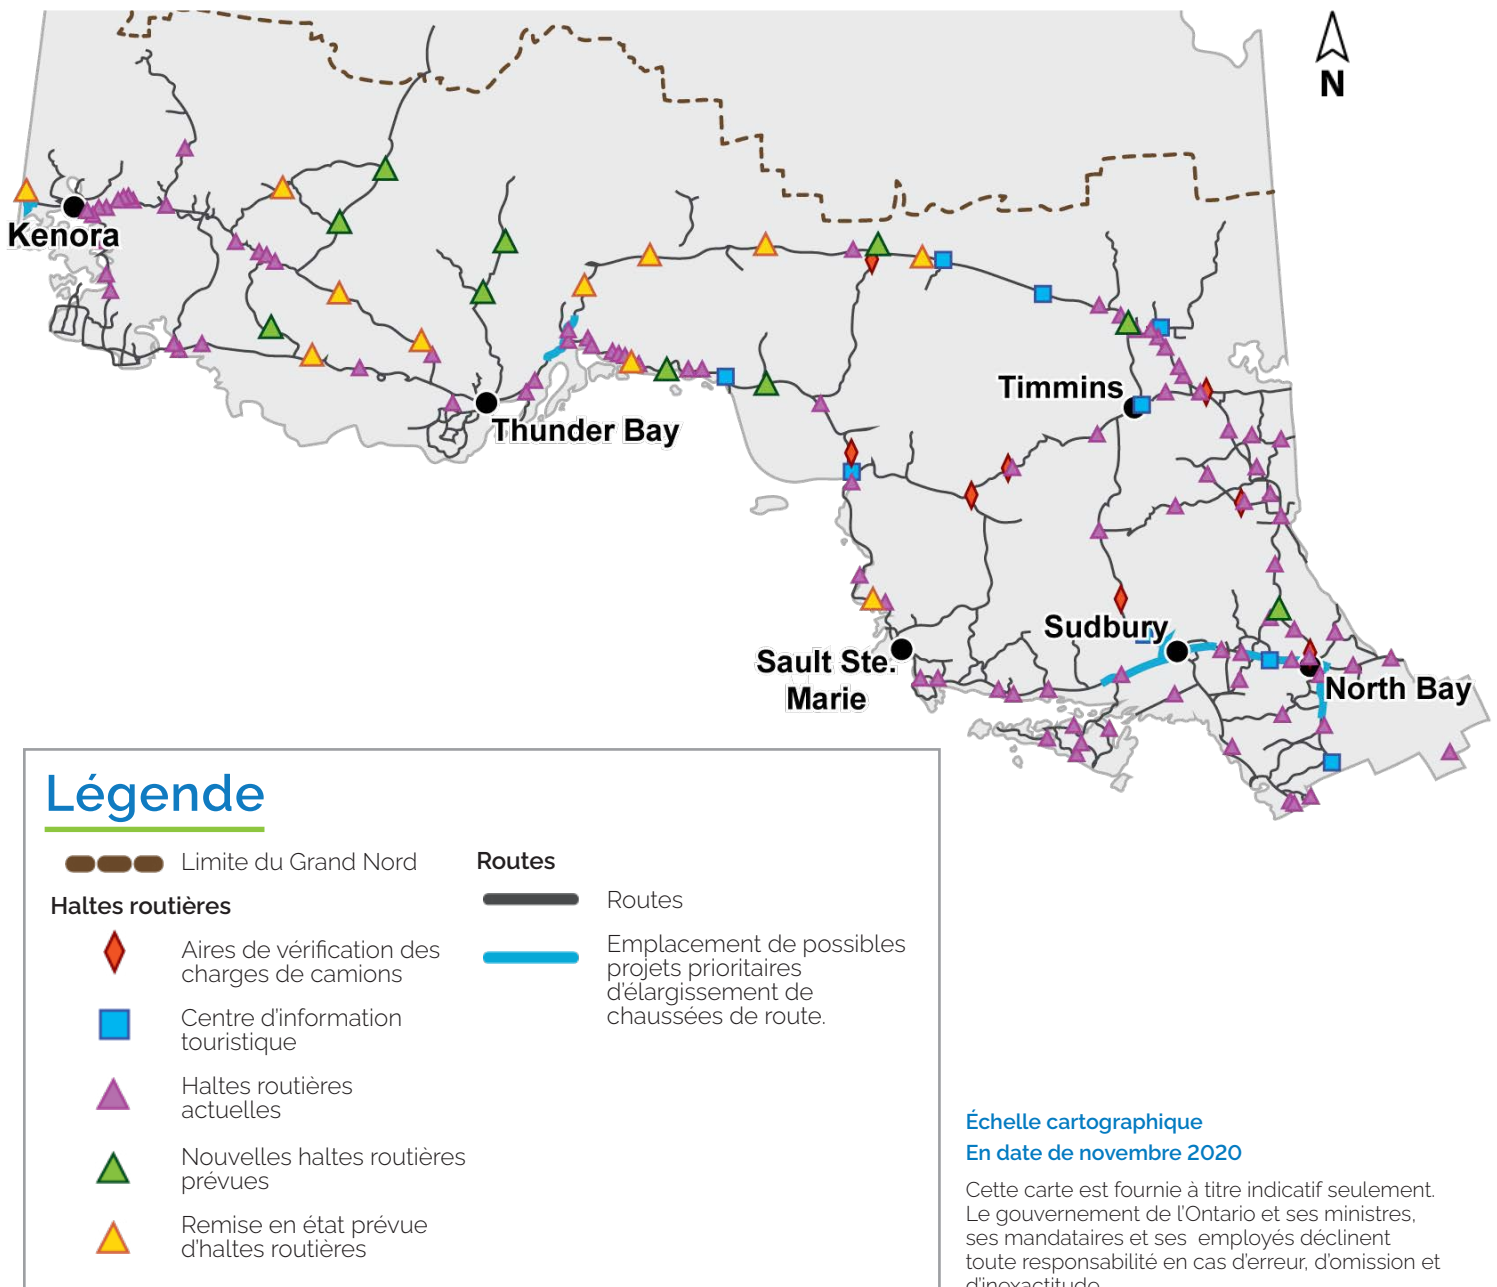 N
Kenora
Thunder Bay
Timmins
Sault Ste.
Marie
Sudbury
North Bay
Légende
Limite du Grand Nord
Haltes routières
Aires de vérification des
charges de camions
Centre d'information
touristique
Haltes routières
actuelles
Nouvelles haltes routières
prévues
Remise en état prévue
d'haltes routières
Routes
Routes
Emplacement de possibles
projets prioritaires
d'élargissement de
chaussées de route.
Échelle cartographique
En date de novembre 2020
Cette carte est fournie à titre indicatif seulement.
Le gouvernement de l'Ontario et ses ministres,
ses mandataires et ses employés déclinent
toute responsabilité en cas d'erreur, d'omission et
d'inexactitude.